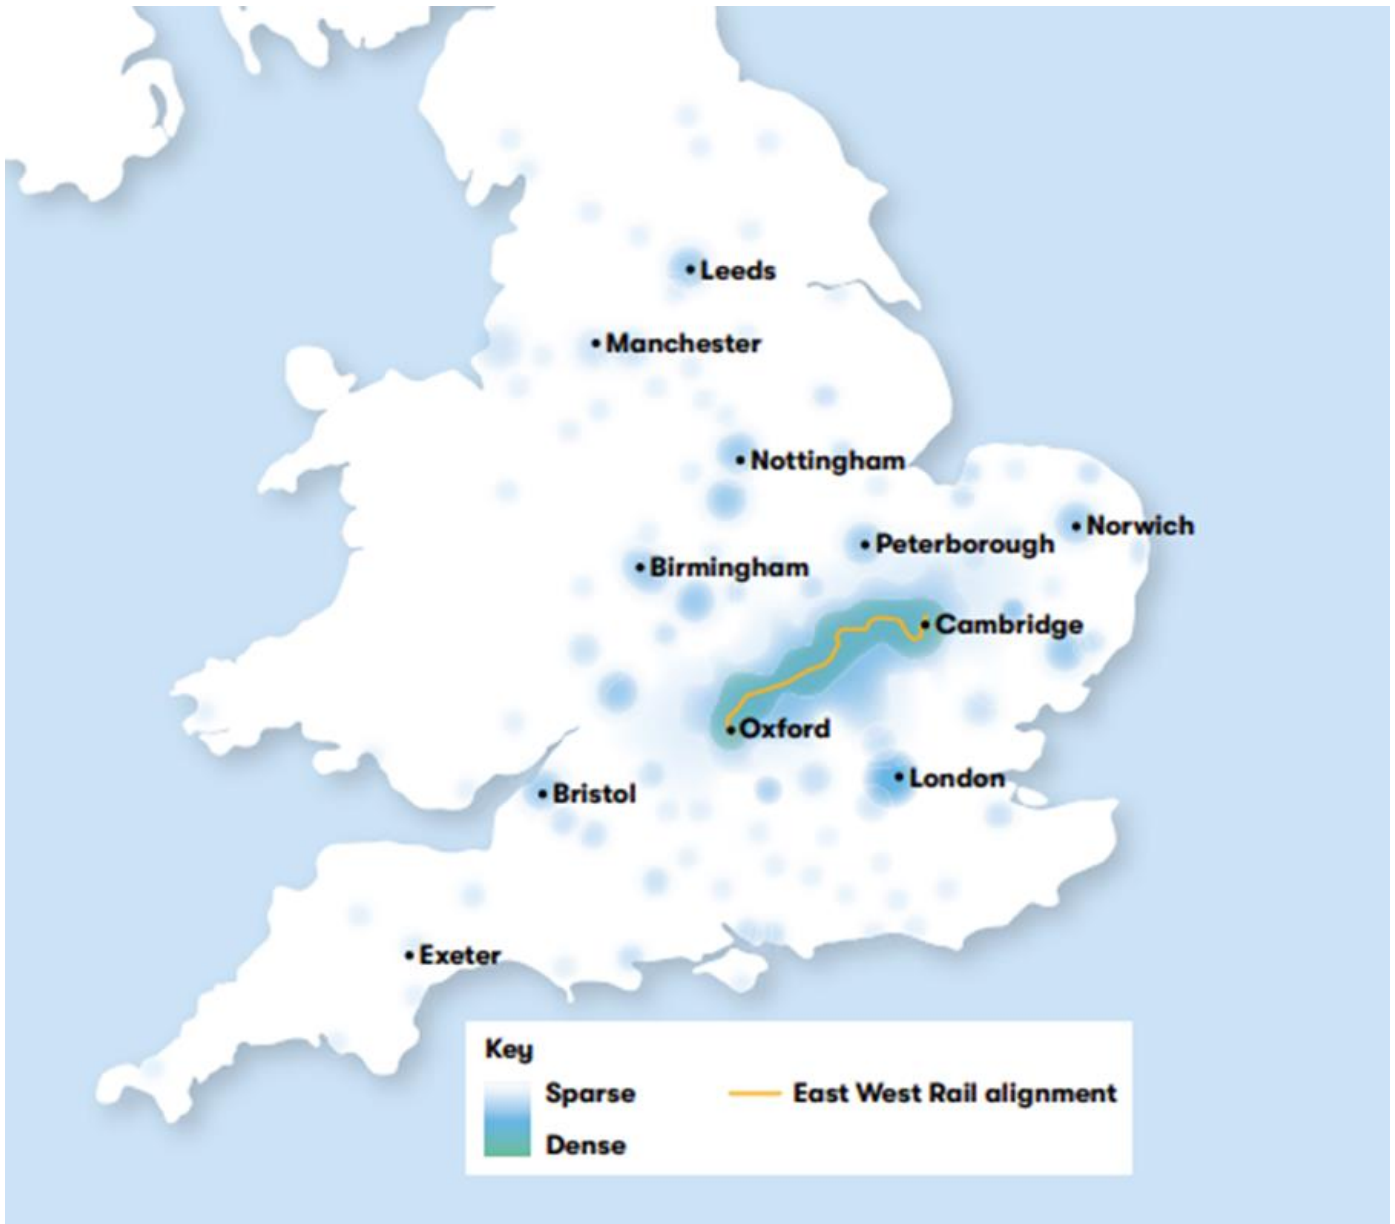 Leeds
Manchester
Nottingham
Norwich
Peterborough
Birmingham
Cambridge
Oxford
London
Bristol
Exeter
Key
Sparse
East West Rail alignment
Dense